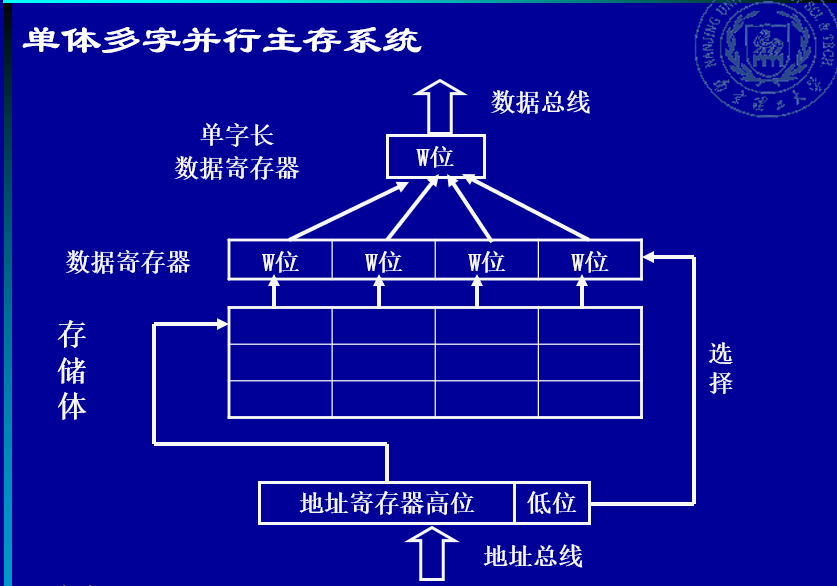 单体多字并行主存系统
数据总线
单字长
数据寄存器
W位
数据寄存器
W位 W位 W位 W位
存
储
体
选
择
地址寄存器高位 低位
地址总线